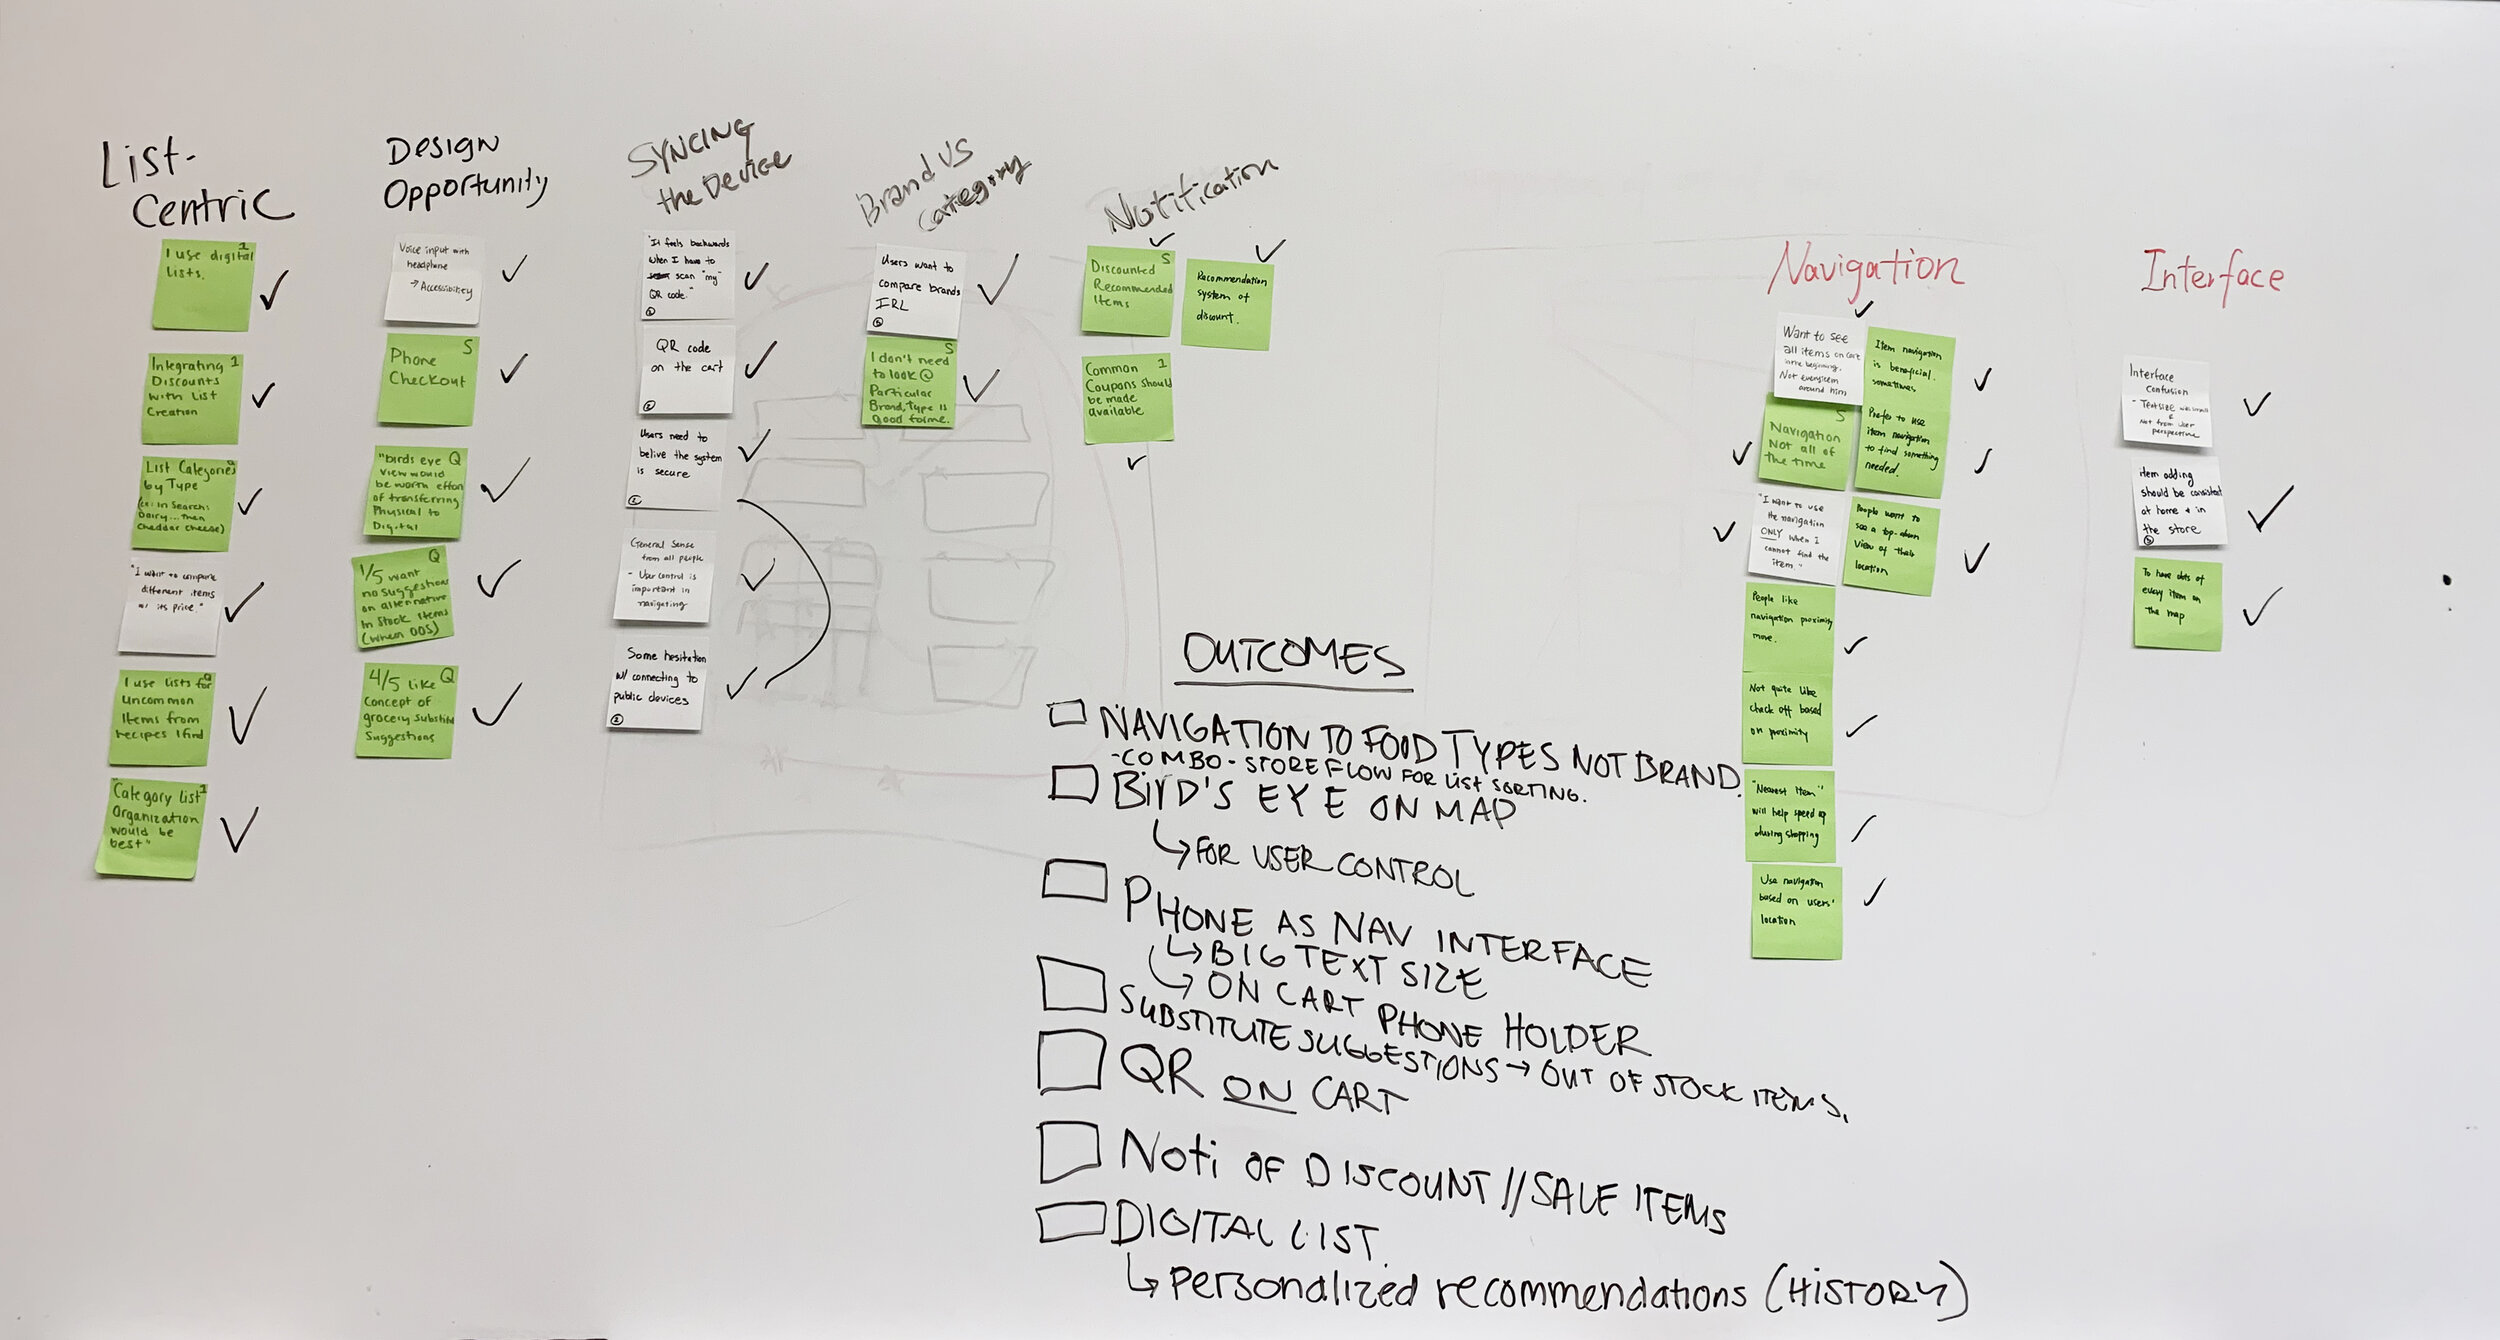 List-
Centric
1
I use digital
lists.
Integrating 1
Discounts
with List
Creation
List Categories
by Type
(ex: in Search:
Dairy... then
Cheddar cheese)
"I want to compare
different items
w/ its price."
I use lists for
Uncommon
Items from
recipes I find
"Category list 1
Organization
would be
best"
Design
Opportunity
Voice input with
headphone
→ Accessibility
S
Phone
Checkout
"birds eye Q
view would
be worth effort
of transferring
Physical to
Digital
Q
1/5 want
no suggestions
on alternative
In Stock Items
(when OOS)
4/5 like Q
Concept of
grocery substitute
Suggestions
SYNCING
the Device
"It feels backwards
when I have to
scan "my"
QR code."
QR code
on the cart
Users need to
belive the system
is secure
General Sense
from all people
- User control is
important in
navigating
Some hesitation
w/ connecting to
public devices
Brand vs
Category
Users want to
compare brands
IRL
S
I don't need
to look @
Particular
Brand, Type is
good for me.
Notification
S
Discounted
Recommended
Items
Recommendation
system of
discount.
Common 1
Coupons should
be made
available
Navigation
Want to see
all items on cart
in the beginning.
Not every item
around him
Item navigation
is beneficial.
sometimes
S
Navigation
Not all of
the time
Prefer to use
item navigation
to find something
needed.
"I want to use
the navigation
ONLY when I
cannot find the
item."
People want to
see a top-down
view of their
location
People like
navigation proximity
more.
Not quite like
check off based
on proximity
"Nearest Item"
will help speed up
during shopping
Use navigation
based on users'
location
Interface
Interface
confusion
- Text size was small
&
Not from user
perspective
item adding
should be consistent
at home + in
the store
To have dots of
every item on
the map
OUTCOMES
NAVIGATION TO FOOD TYPES NOT BRAND.
-COMBO - STORE FLOW FOR LIST SORTING.
BIRD'S EYE ON MAP
↳ FOR USER CONTROL
PHONE AS NAV INTERFACE
↳ BIG TEXT SIZE
↳ ON CART PHONE HOLDER
SUBSTITUTE SUGGESTIONS → OUT OF STOCK ITEMS.
QR ON CART
Noti OF DISCOUNT // SALE ITEMS
DIGITAL LIST.
↳ Personalized recommendations (HISTORY)